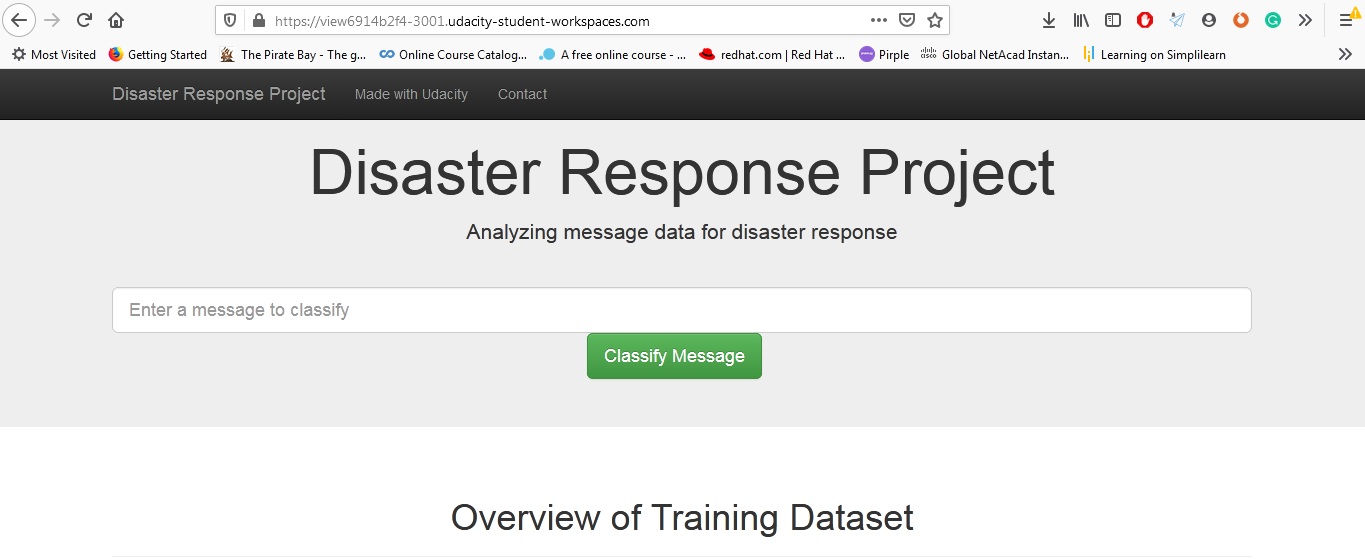 https://view6914b2f4-3001.udacity-student-workspaces.com
Most Visited Getting Started The Pirate Bay - The g... Online Course Catalog... A free online course - ... redhat.com | Red Hat ... Pirple Global NetAcad Instan... Learning on Simplilearn
Disaster Response Project Made with Udacity Contact
Disaster Response Project
Analyzing message data for disaster response
Enter a message to classify
Classify Message
Overview of Training Dataset